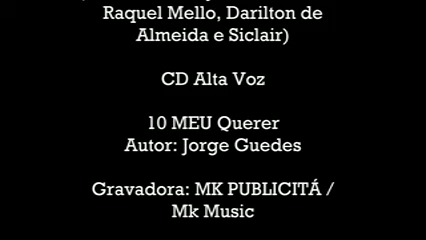 Raquel Mello, Darilton de
Almeida e Siclair)
CD Alta Voz
10 MEU Querer
Autor: Jorge Guedes
Gravadora: MK PUBLICITÁ /
Mk Music